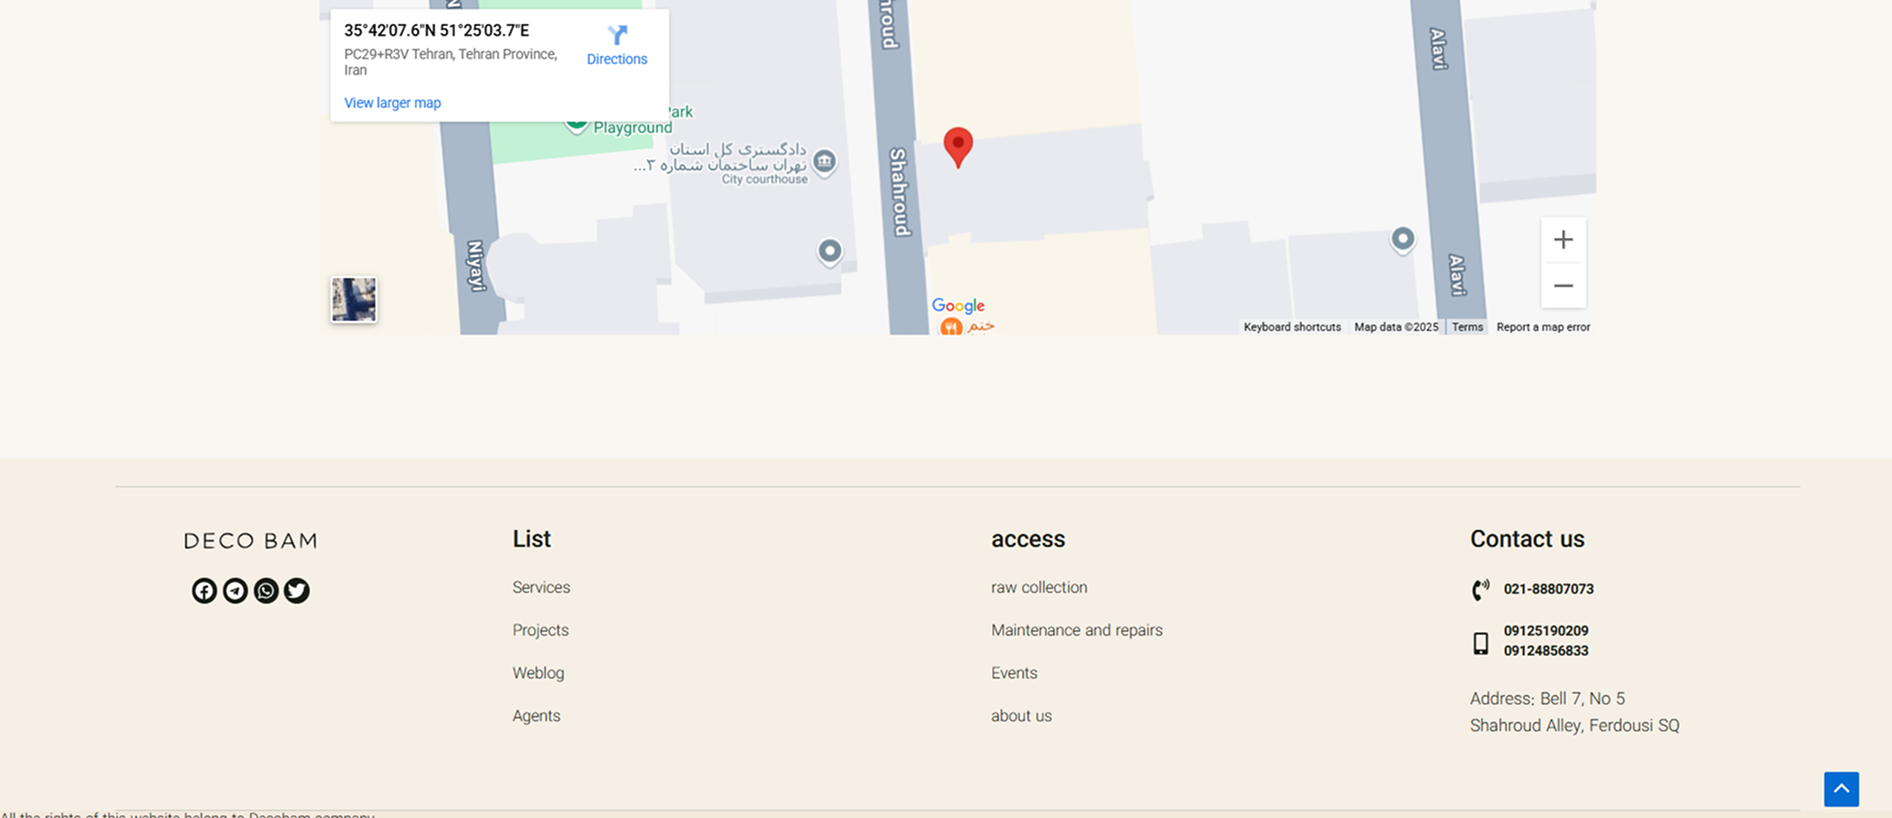 35°42'07.6"N 51°25'03.7"E
PC29+R3V Tehran, Tehran Province,
Iran
Directions
View larger map
Playground
دادگستری کل استان
تهران ساختمان شماره ۳...
City courthouse
Niyayi
Shahroud
Alavi
Alavi
Google
ختم
Keyboard shortcuts
Map data ©2025
Terms
Report a map error
DECO BAM
List
Services
Projects
Weblog
Agents
access
raw collection
Maintenance and repairs
Events
about us
Contact us
021-88807073
09125190209
09124856833
Address: Bell 7, No 5
Shahroud Alley, Ferdousi SQ
All the rights of this website belong to Decobam company